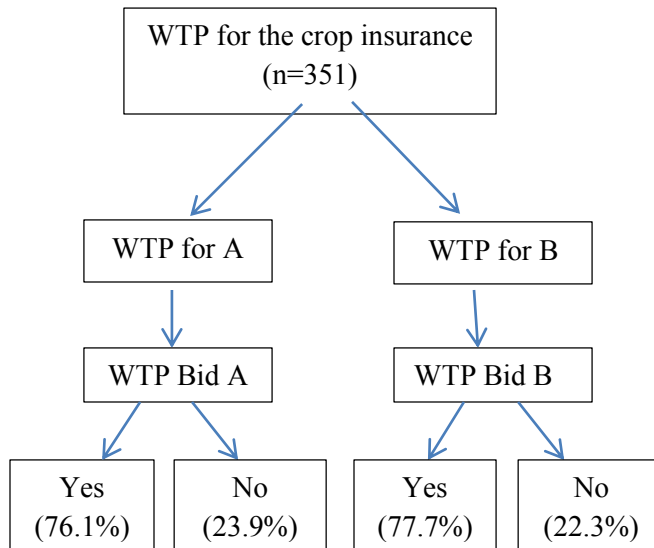 WTP for the crop insurance
(n=351)
WTP for A
WTP for B
WTP Bid A
WTP Bid B
Yes
(76.1%)
No
(23.9%)
Yes
(77.7%)
No
(22.3%)